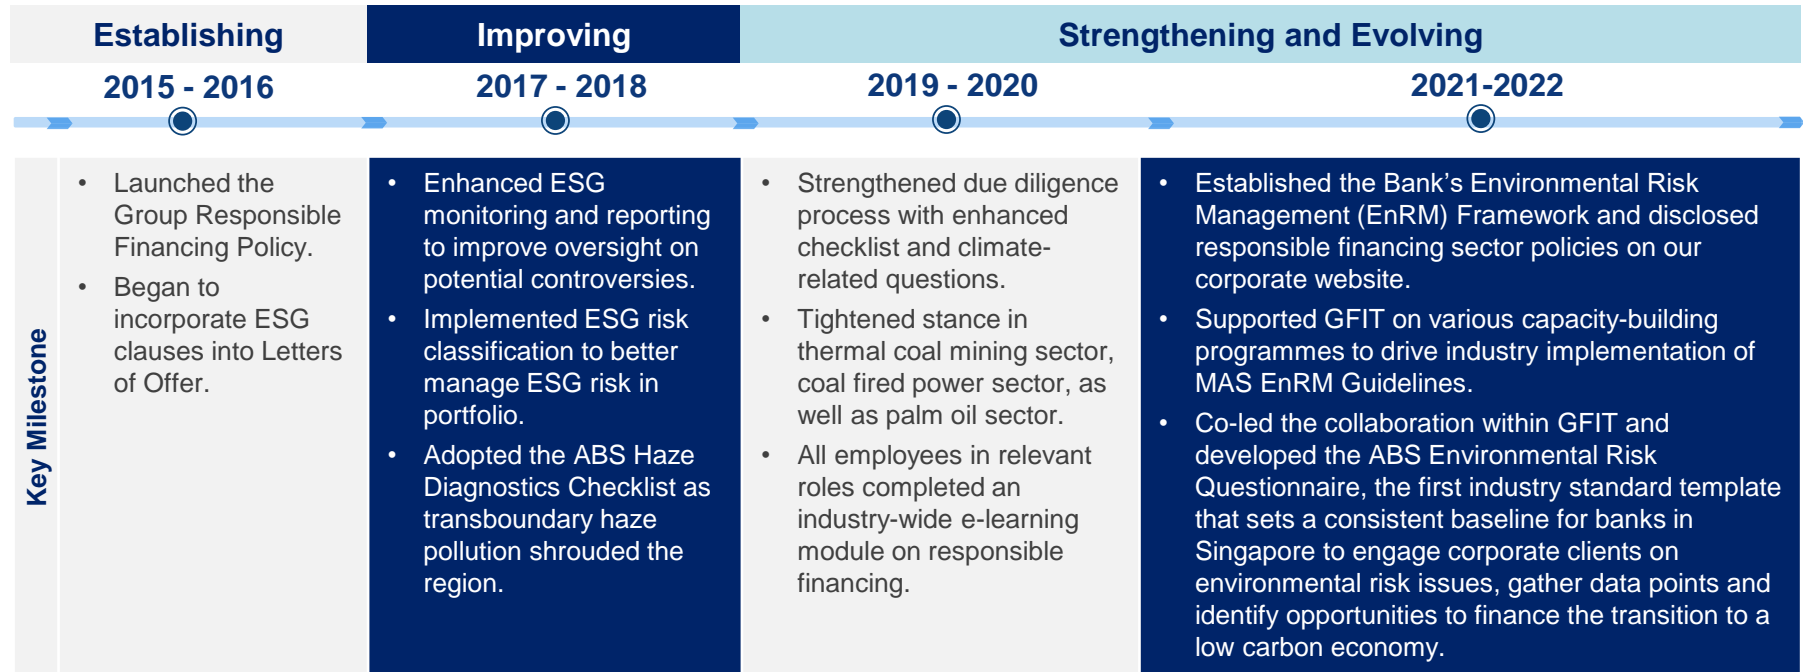 Establishing
Improving
Strengthening and Evolving
2015 - 2016
2017 - 2018
2019 - 2020
2021-2022
Key Milestone
• Launched the
Group Responsible
Financing Policy.
• Began to
incorporate ESG
clauses into Letters
of Offer.
• Enhanced ESG
monitoring and reporting
to improve oversight on
potential controversies.
• Implemented ESG risk
classification to better
manage ESG risk in
portfolio.
• Adopted the ABS Haze
Diagnostics Checklist as
transboundary haze
pollution shrouded the
region.
• Strengthened due diligence
process with enhanced
checklist and climate-
related questions.
• Tightened stance in
thermal coal mining sector,
coal fired power sector, as
well as palm oil sector.
• All employees in relevant
roles completed an
industry-wide e-learning
module on responsible
financing.
• Established the Bank’s Environmental Risk
Management (EnRM) Framework and disclosed
responsible financing sector policies on our
corporate website.
• Supported GFIT on various capacity-building
programmes to drive industry implementation of
MAS EnRM Guidelines.
• Co-led the collaboration within GFIT and
developed the ABS Environmental Risk
Questionnaire, the first industry standard template
that sets a consistent baseline for banks in
Singapore to engage corporate clients on
environmental risk issues, gather data points and
identify opportunities to finance the transition to a
low carbon economy.